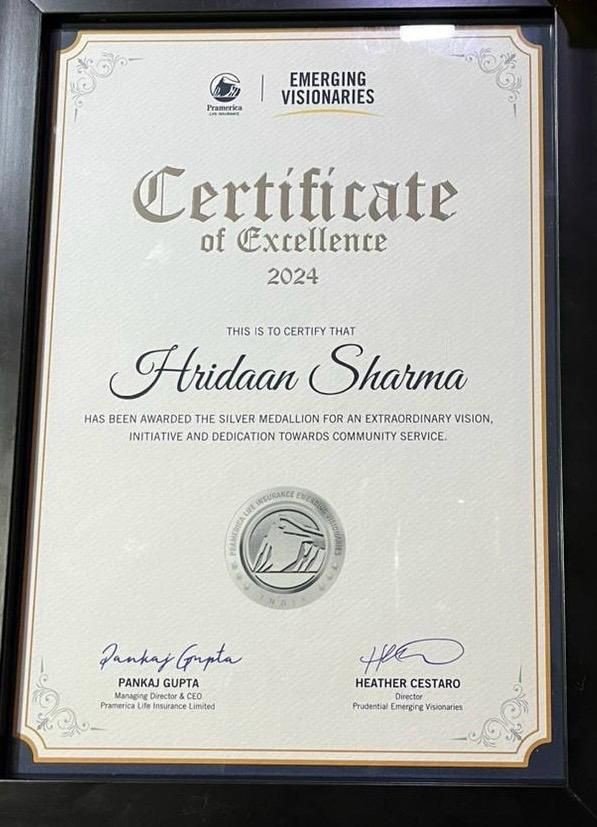 Pramerica
LIFE INSURANCE
EMERGING
VISIONARIES
Certificate
of Excellence
2024
THIS IS TO CERTIFY THAT
Hridaan Sharma
HAS BEEN AWARDED THE SILVER MEDALLION FOR AN EXTRAORDINARY VISION,
INITIATIVE AND DEDICATION TOWARDS COMMUNITY SERVICE.
PRAMERICA LIFE INSURANCE EMERGING VISIONARIES
INDIA
Pankaj Gupta
PANKAJ GUPTA
Managing Director & CEO
Pramerica Life Insurance Limited
HEATHER CESTARO
Director
Prudential Emerging Visionaries